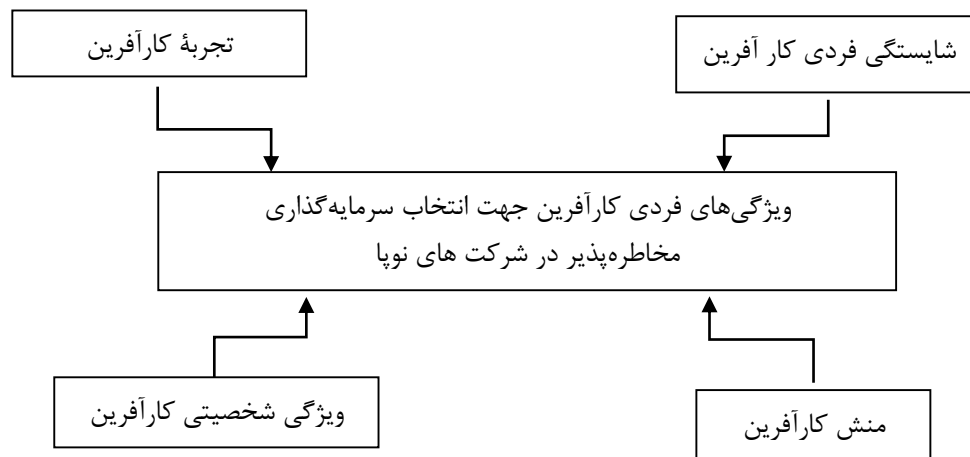 شایستگی فردی کار آفرین
تجربۀ کارآفرین
ویژگی‌های فردی کارآفرین جهت انتخاب سرمایه‌گذاری
مخاطره‌پذیر در شرکت های نوپا
منش کارآفرین
ویژگی شخصیتی کارآفرین